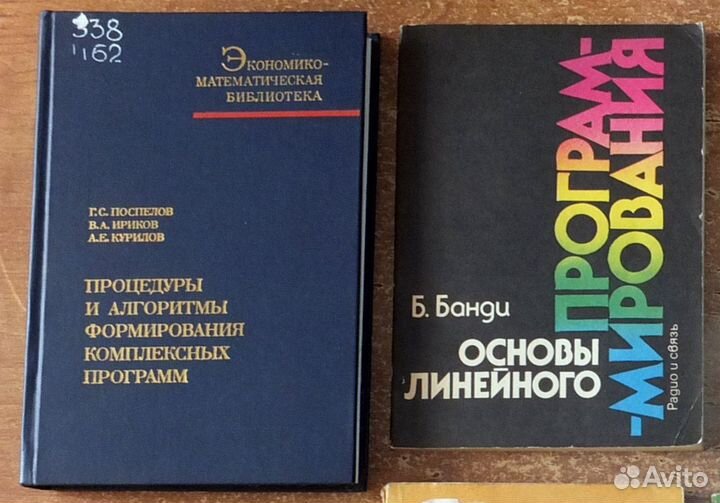 338
1162
ЭКОНОМИКО-
МАТЕМАТИЧЕСКАЯ
БИБЛИОТЕКА
Г.С. ПОСПЕЛОВ
В.А. ИРИКОВ
А.Е. КУРИЛОВ
ПРОЦЕДУРЫ
И АЛГОРИТМЫ
ФОРМИРОВАНИЯ
КОМПЛЕКСНЫХ
ПРОГРАММ
Б. Банди
ОСНОВЫ
ЛИНЕЙНОГО
ПРОГРАМ-
-МИРОВАНИЯ
Радио и связь
Avito